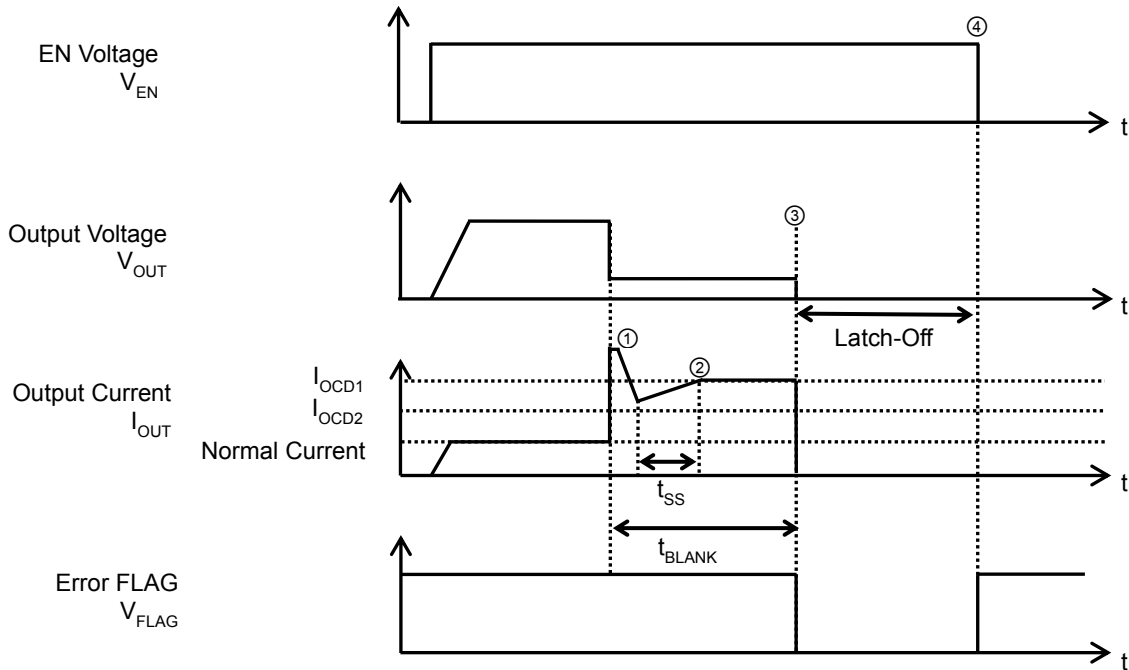 ④
EN Voltage
V_EN
t
③
Output Voltage
V_OUT
t
Latch-Off
①
②
I_OCD1
Output Current
I_OCD2
I_OUT
Normal Current
t
t_SS
t_BLANK
Error FLAG
V_FLAG
t